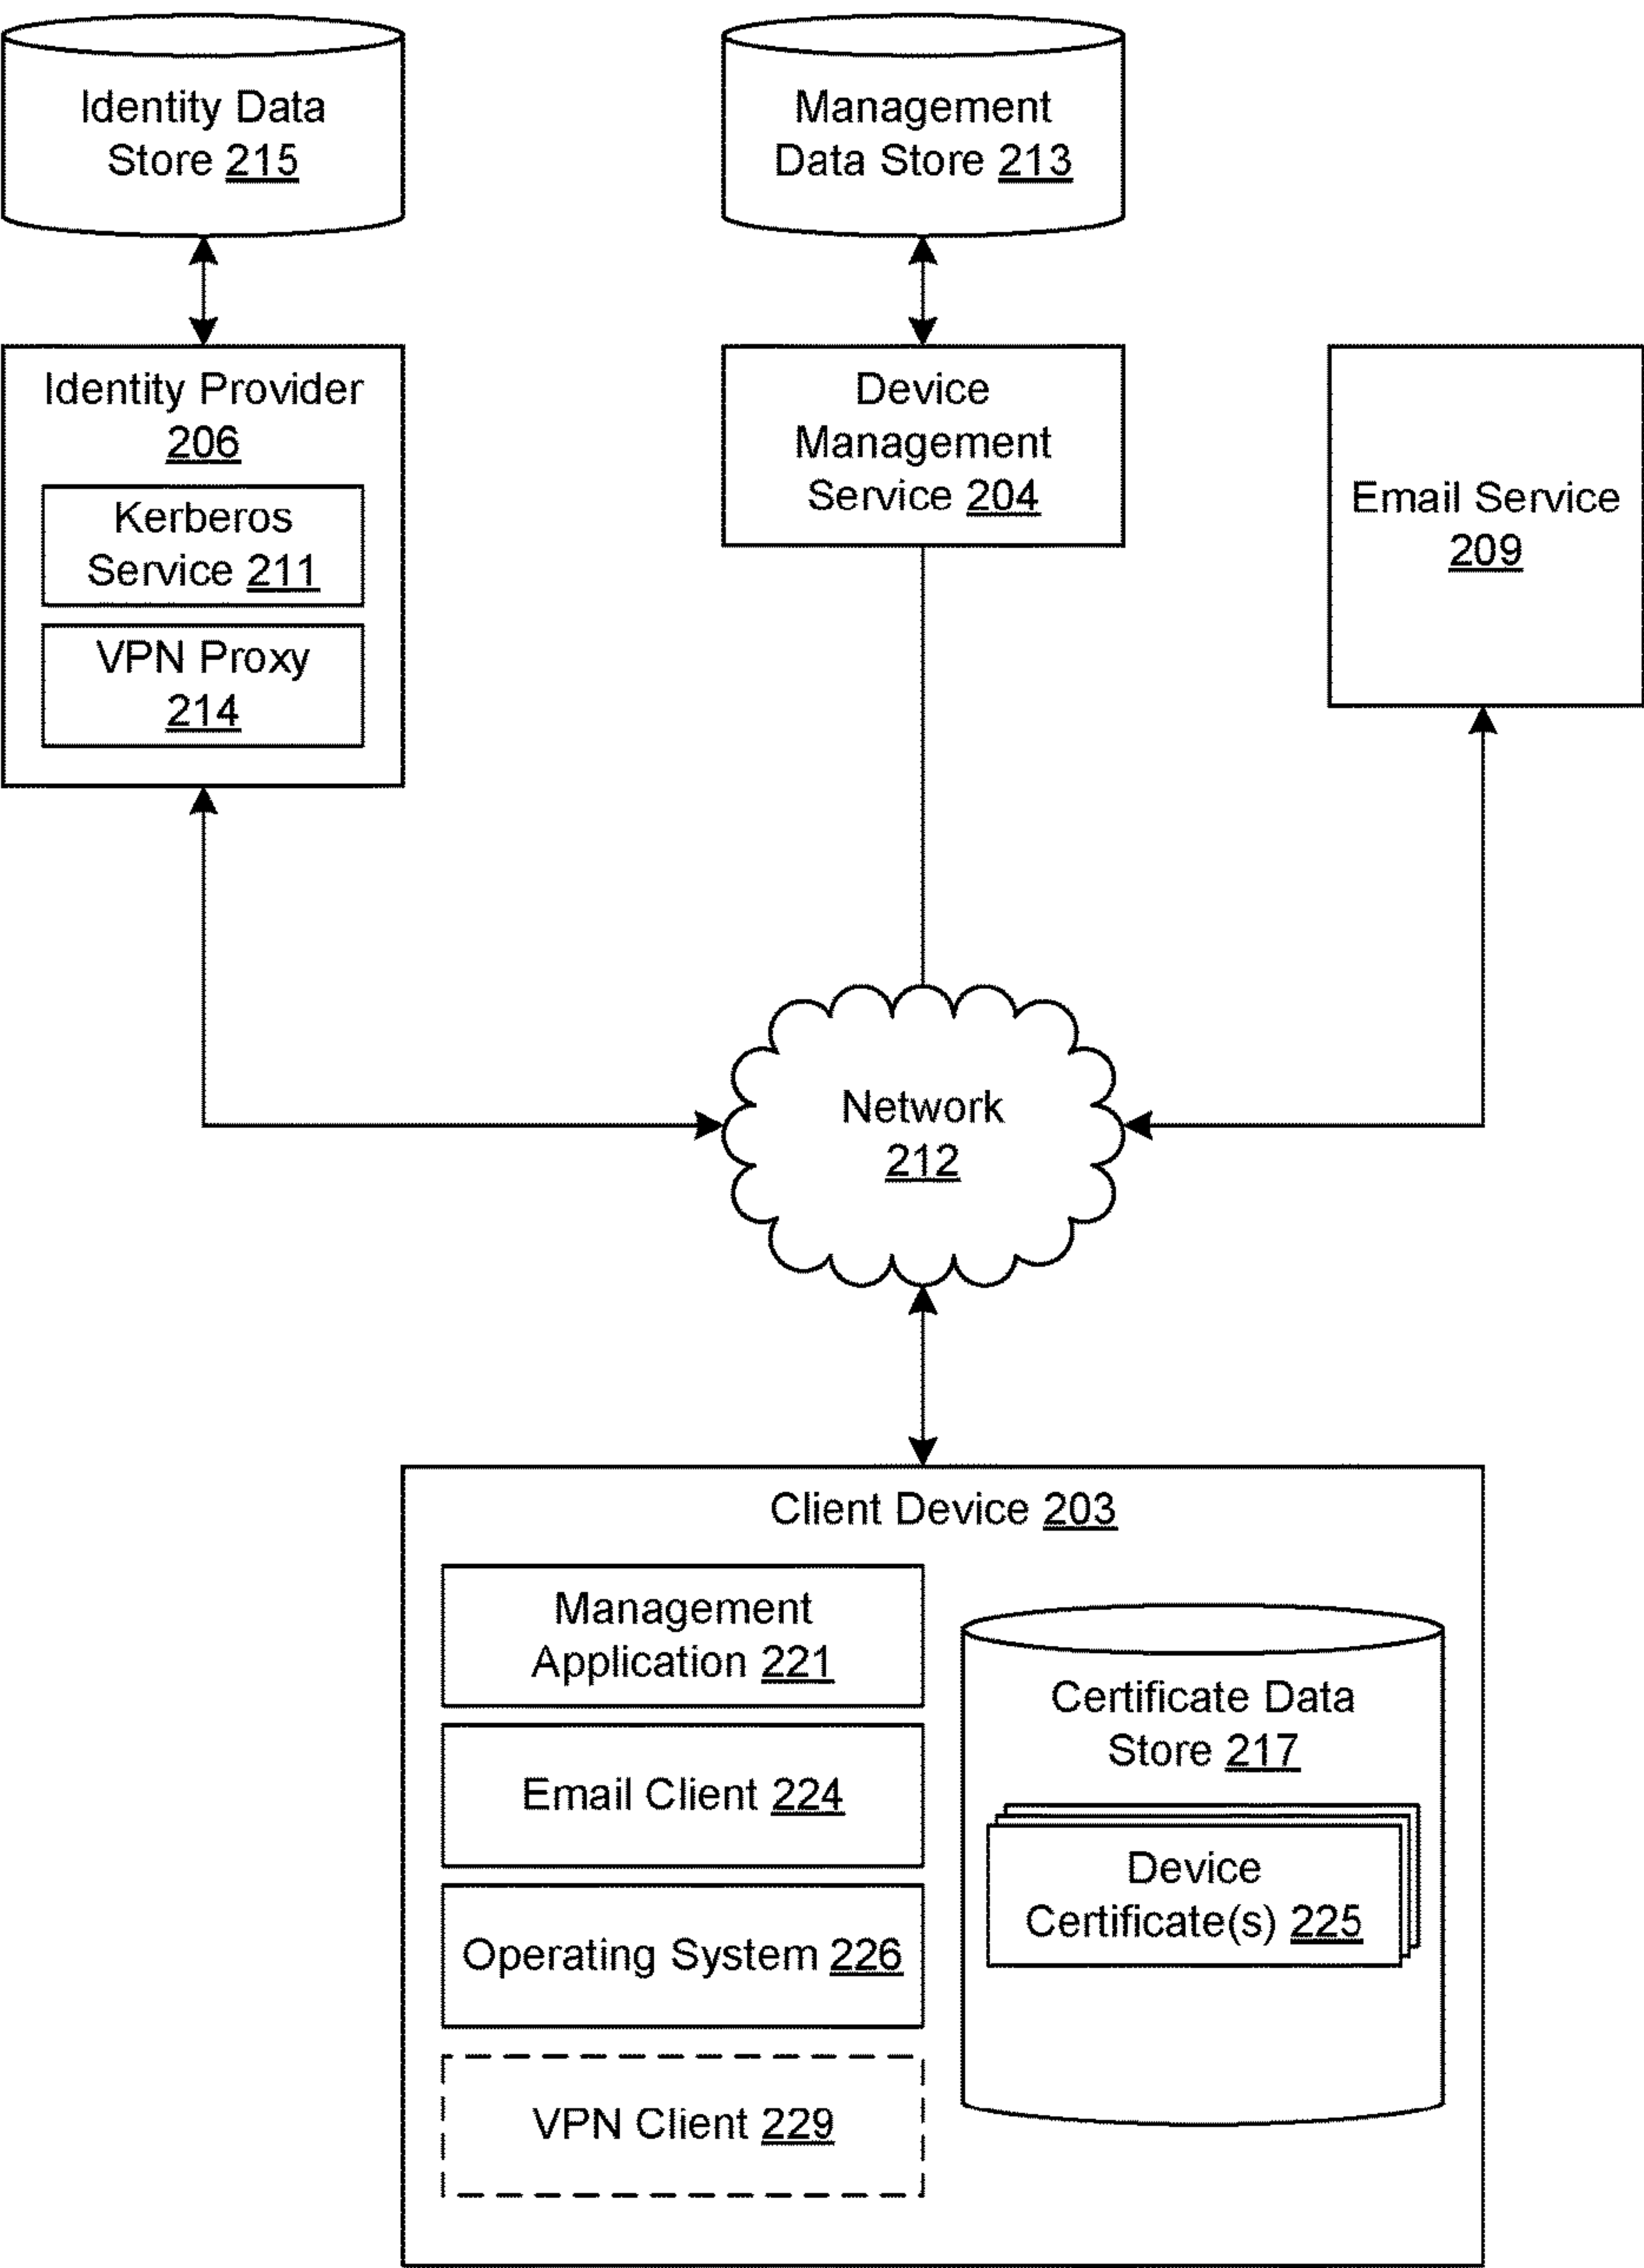 Identity Data
Store 215
Management
Data Store 213
Identity Provider
206
Kerberos
Service 211
VPN Proxy
214
Device
Management
Service 204
Email Service
209
Network
212
Client Device 203
Management
Application 221
Email Client 224
Operating System 226
VPN Client 229
Certificate Data
Store 217
Device
Certificate(s) 225